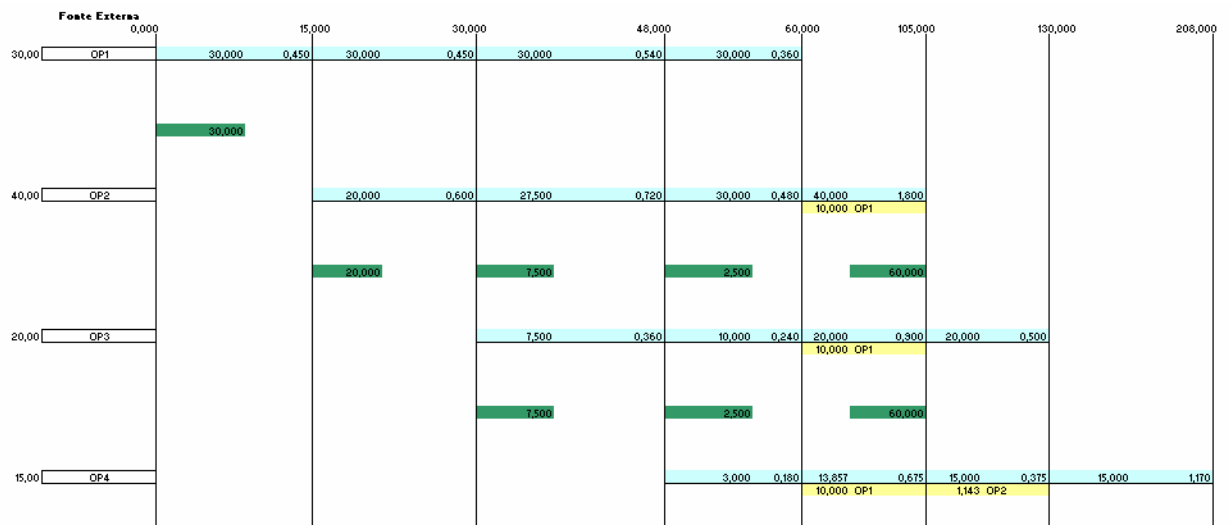 Fonte Externa
0,000 15,000 30,000 48,000 60,000 105,000 130,000 208,000
30,00 OP1 30,000 0,450 30,000 0,450 30,000 0,540 30,000 0,360
30,000
40,00 OP2 20,000 0,600 27,500 0,720 30,000 0,480 40,000 1,800
10,000 OP1
20,000 7,500 2,500 60,000
20,00 OP3 7,500 0,360 10,000 0,240 20,000 0,300 20,000 0,500
10,000 OP1
7,500 2,500 60,000
15,00 OP4 3,000 0,180 13,857 0,675 15,000 0,375 15,000 1,170
10,000 OP1 1,143 OP2